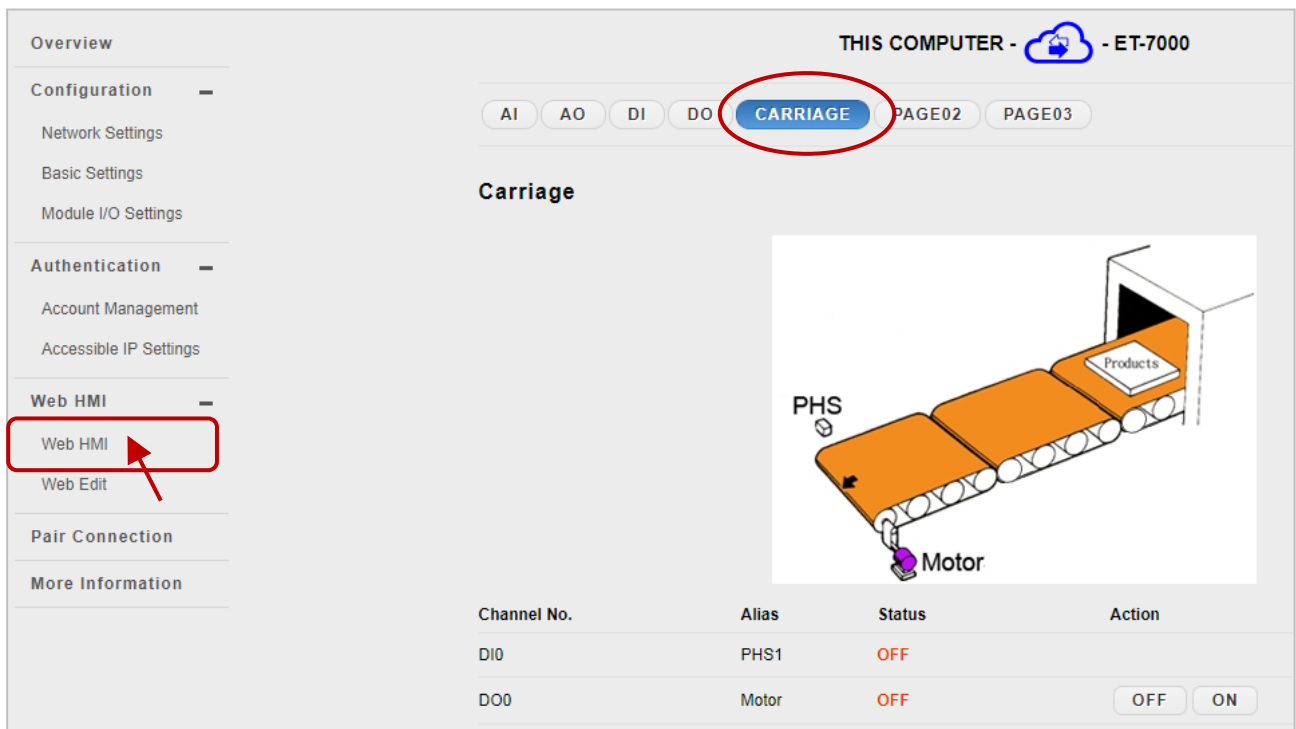 Overview
Configuration
Network Settings
Basic Settings
Module I/O Settings
Authentication
Account Management
Accessible IP Settings
Web HMI
Web HMI
Web Edit
Pair Connection
More Information
THIS COMPUTER - - ET-7000
AI AO DI DO CARRIAGE PAGE02 PAGE03
Carriage
Products
PHS
Motor
Channel No. Alias Status Action
DI0 PHS1 OFF
DO0 Motor OFF OFF ON